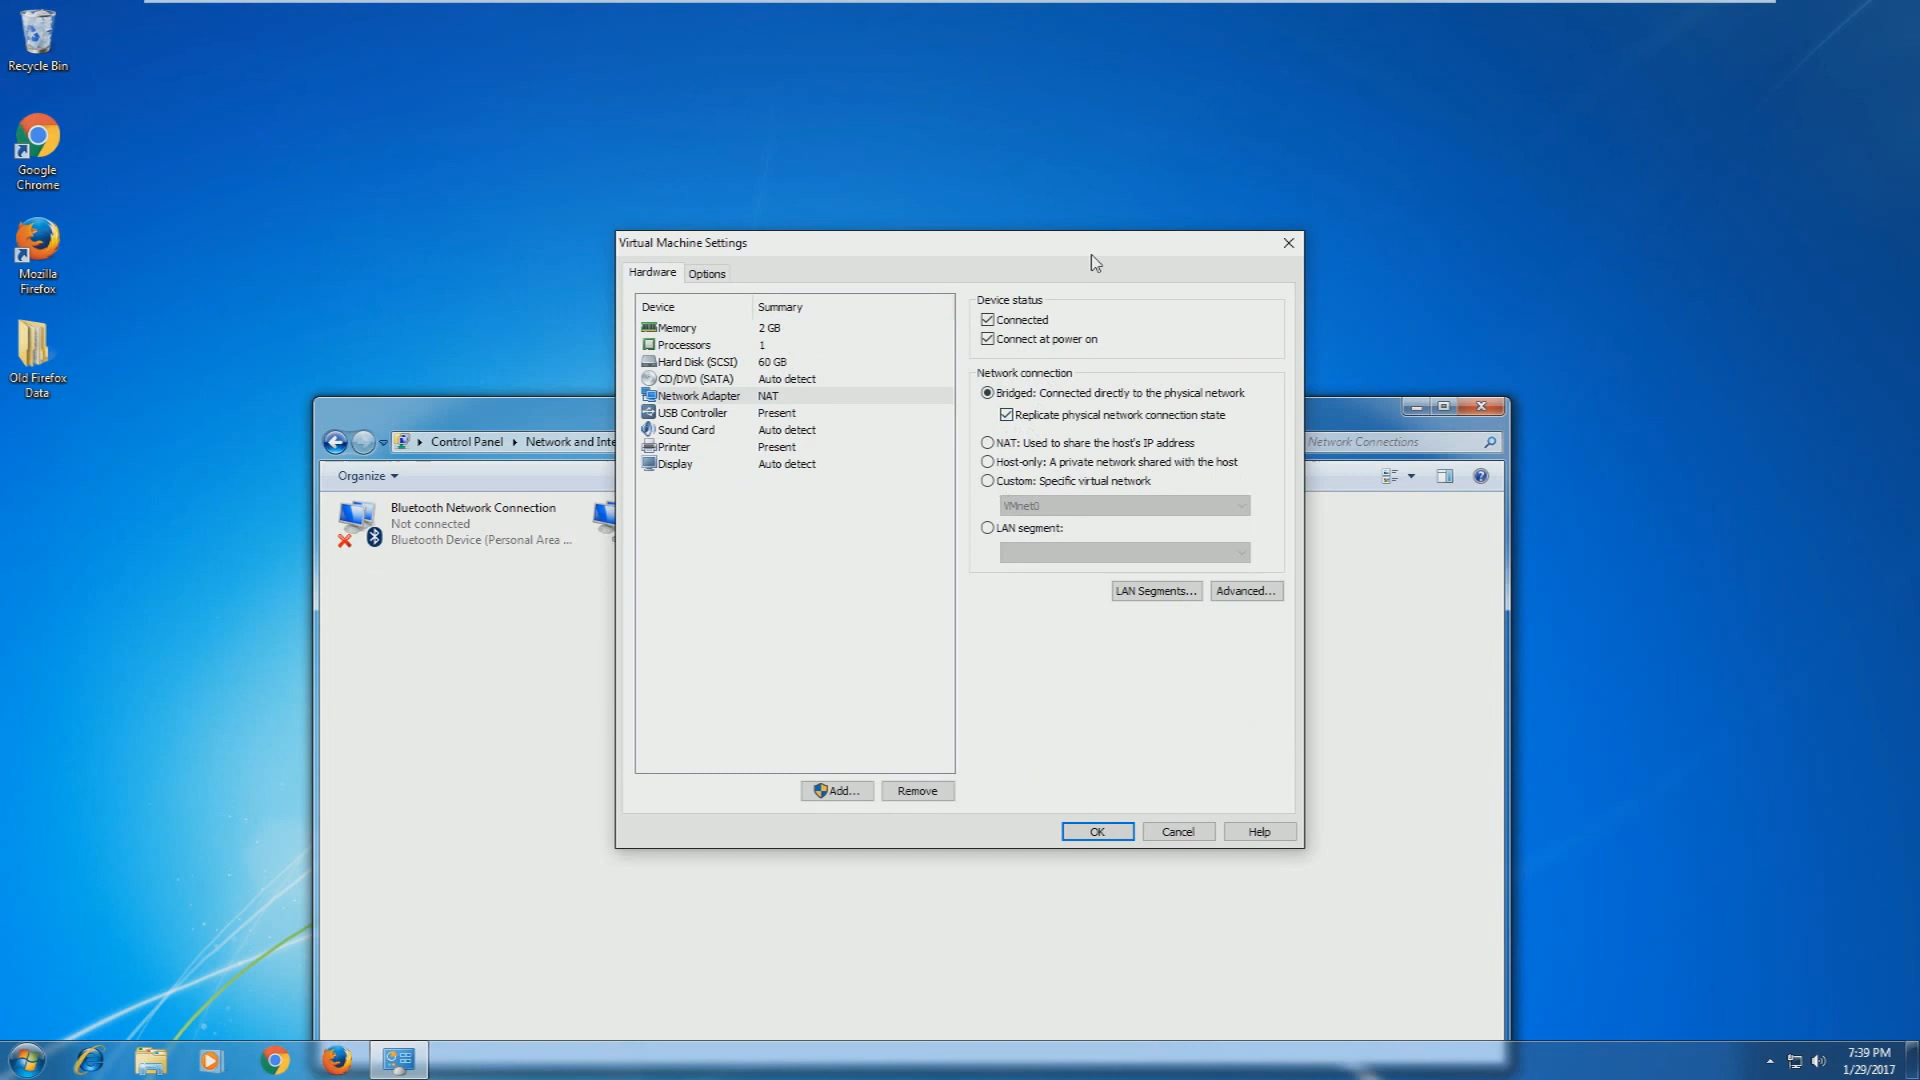 Recycle Bin
Google
Chrome
Mozilla
Firefox
Old Firefox
Data
Virtual Machine Settings
Hardware
Options
Device
Summary
Memory
2 GB
Processors
1
Hard Disk (SCSI)
60 GB
CD/DVD (SATA)
Auto detect
Network Adapter
NAT
USB Controller
Present
Sound Card
Auto detect
Printer
Present
Display
Auto detect
Add...
Remove
Device status
Connected
Connect at power on
Network connection
Bridged: Connected directly to the physical network
Replicate physical network connection state
NAT: Used to share the host's IP address
Host-only: A private network shared with the host
Custom: Specific virtual network
VMnet0
LAN segment:
LAN Segments...
Advanced...
OK
Cancel
Help
Control Panel
Network and Inte
Network Connections
Organize
Bluetooth Network Connection
Not connected
Bluetooth Device (Personal Area ...
7:39 PM
1/29/2017